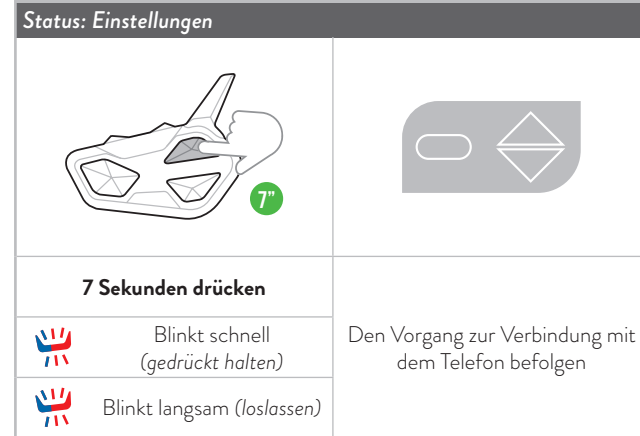 Status: Einstellungen
7"
7 Sekunden drücken
Blinkt schnell
(gedrückt halten)
Blinkt langsam (loslassen)
Den Vorgang zur Verbindung mit
dem Telefon befolgen